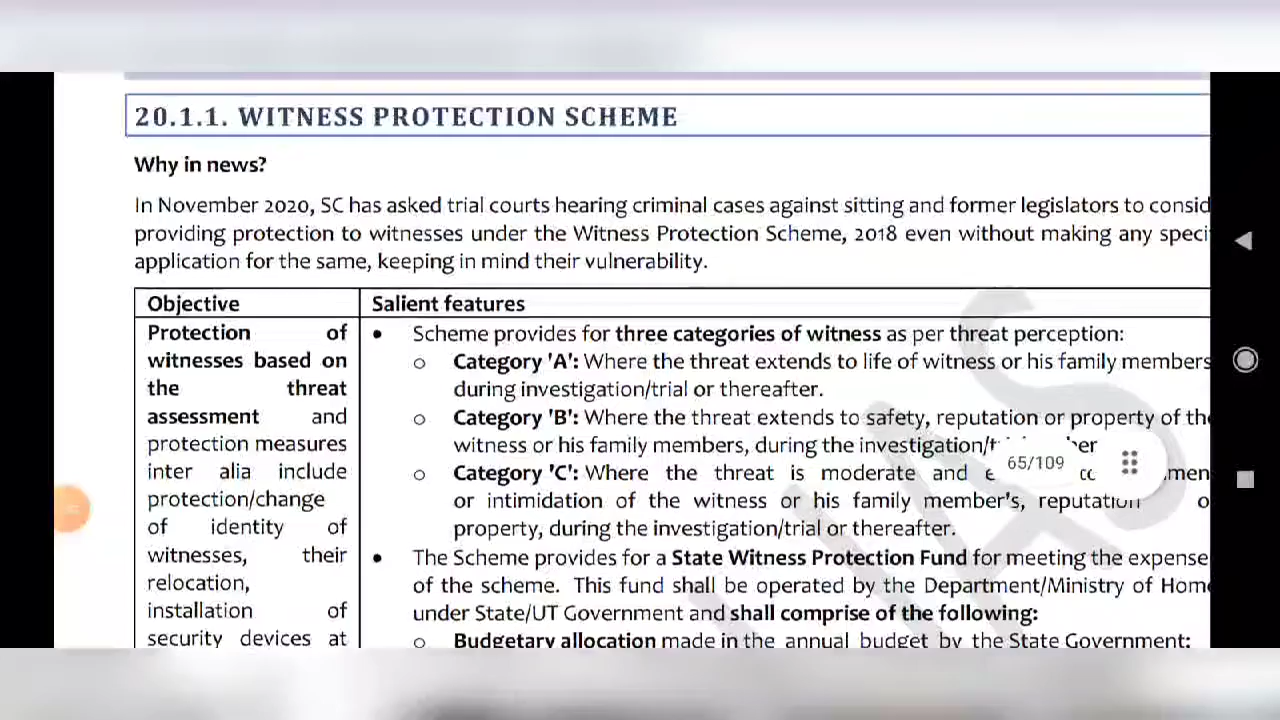 20.1.1. WITNESS PROTECTION SCHEME
Why in news?
In November 2020, SC has asked trial courts hearing criminal cases against sitting and former legislators to consid
providing protection to witnesses under the Witness Protection Scheme, 2018 even without making any speci
application for the same, keeping in mind their vulnerability.
Objective
Protection of
witnesses based on
the threat
assessment and
protection measures
inter alia include
protection/change
of identity of
witnesses, their
relocation,
installation of
security devices at
Salient features
• Scheme provides for three categories of witness as per threat perception:
o Category 'A': Where the threat extends to life of witness or his family members
during investigation/trial or thereafter.
o Category 'B': Where the threat extends to safety, reputation or property of th
witness or his family members, during the investigation/
o Category 'C': Where the threat is moderate and
or intimidation of the witness or his family member's, reputation o
property, during the investigation/trial or thereafter.
• The Scheme provides for a State Witness Protection Fund for meeting the expense
of the scheme. This fund shall be operated by the Department/Ministry of Hom
under State/UT Government and shall comprise of the following:
o Budgetary allocation made in the annual budget by the State Government;
65/109